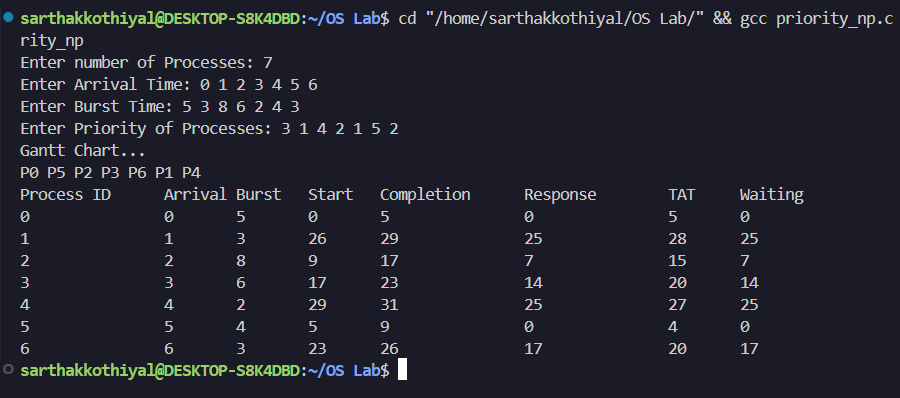 sarthakkothiyal@DESKTOP-S8K4DBD:~/OS Lab$ cd "/home/sarthakkothiyal/OS Lab/" && gcc priority_np.c
rity_np
Enter number of Processes: 7
Enter Arrival Time: 0 1 2 3 4 5 6
Enter Burst Time: 5 3 8 6 2 4 3
Enter Priority of Processes: 3 1 4 2 1 5 2
Gantt Chart...
P0 P5 P2 P3 P6 P1 P4
Process ID Arrival Burst Start Completion Response TAT Waiting
0 0 5 0 5 0 5 0
1 1 3 26 29 25 28 25
2 2 8 9 17 7 15 7
3 3 6 17 23 14 20 14
4 4 2 29 31 25 27 25
5 5 4 5 9 0 4 0
6 6 3 23 26 17 20 17
sarthakkothiyal@DESKTOP-S8K4DBD:~/OS Lab$